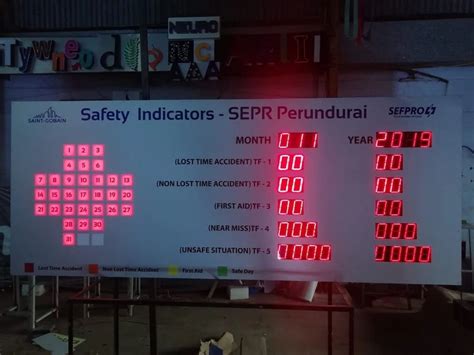 NEURO
SAINT-GOBAIN
Safety Indicators - SEPR Perundurai
SEFPRO
MONTH 011 YEAR 2019
(LOST TIME ACCIDENT) TF - 1 00 00
(NON LOST TIME ACCIDENT) TF - 2 00 00
(FIRST AID)TF - 3 00 00
(NEAR MISS)TF - 4
(UNSAFE SITUATION) TF - 5
1 2 3
4 5 6
7 8 9 10 11 12 13
14 15 16 17 18 19 20
21 22 23 24 25 26 27
28 29 30
31
Lost Time Accident Non Lost Time Accident First Aid Safe Day